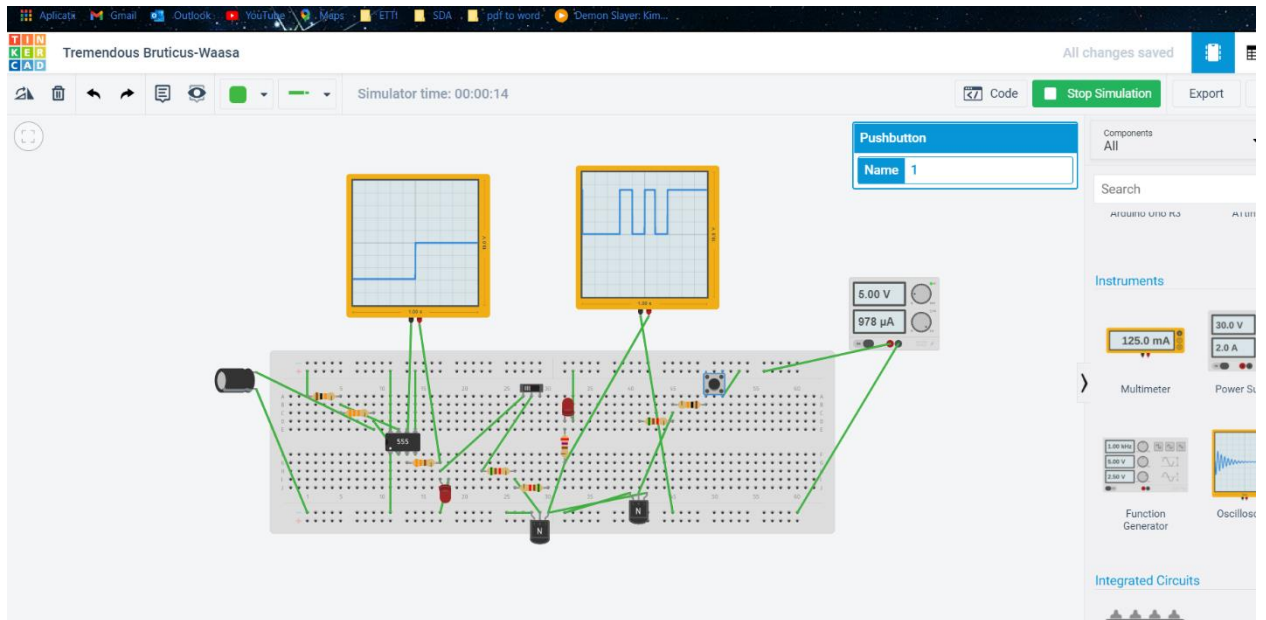 Aplicații Gmail Outlook YouTube Maps ETTI SDA pdf to word Demon Slayer: Kim...
TIN
KER
CAD
Tremendous Bruticus-Waasa
All changes saved
Simulator time: 00:00:14
Code
Stop Simulation
Export
Pushbutton
Name 1
Components
All
Search
Arduino Uno R3
Instruments
5.00 V
978 µA
125.0 mA
30.0 V
2.0 A
Multimeter
Power Su
555
N
N
1.00 kHz
5.00 V
2.50 V
Function
Generator
Oscillosc
Integrated Circuits